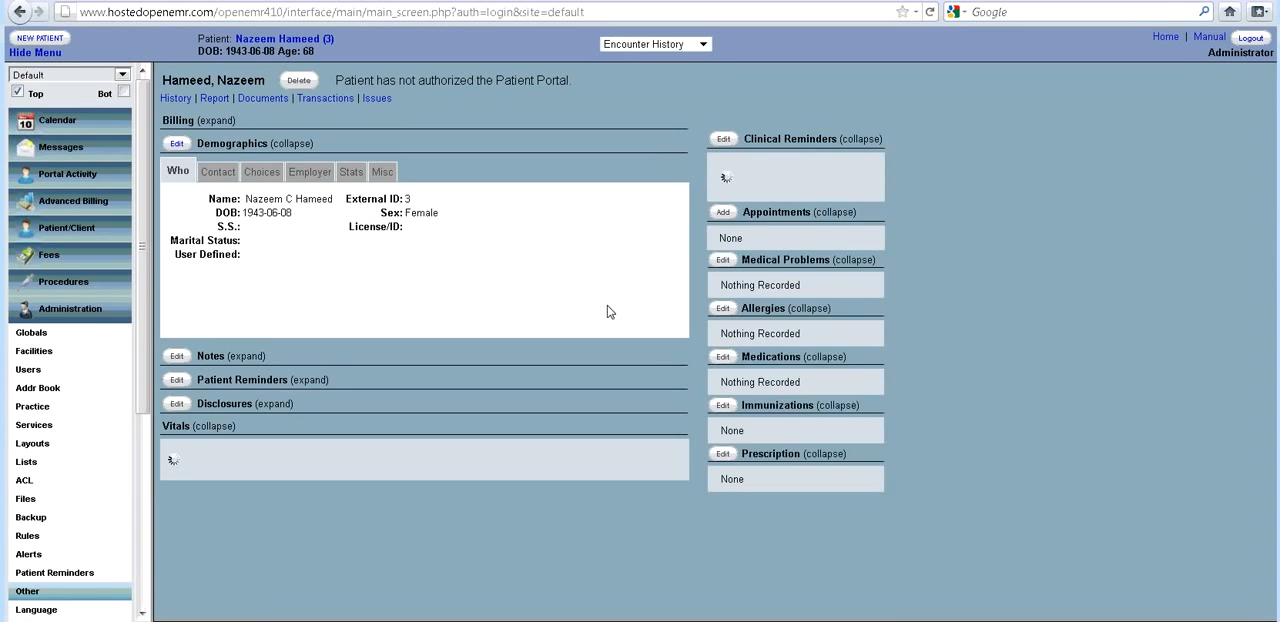 www.hostedopenemr.com/openemr410/interface/main/main_screen.php?auth=login&site=default
Google
NEW PATIENT
Hide Menu
Patient: Nazeem Hameed (3)
DOB: 1943-06-08 Age: 68
Encounter History
Home | Manual Logout
Administrator
Default
Top Bot
Calendar
10
Messages
Portal Activity
Advanced Billing
Patient/Client
Fees
Procedures
Administration
Globals
Facilities
Users
Addr Book
Practice
Services
Layouts
Lists
ACL
Files
Backup
Rules
Alerts
Patient Reminders
Other
Language
Hameed, Nazeem Delete Patient has not authorized the Patient Portal.
History | Report | Documents | Transactions | Issues
Billing (expand)
Edit Demographics (collapse)
Who Contact Choices Employer Stats Misc
Name: Nazeem C Hameed External ID: 3
DOB: 1943-06-08 Sex: Female
S.S.: License/ID:
Marital Status:
User Defined:
Edit Notes (expand)
Edit Patient Reminders (expand)
Edit Disclosures (expand)
Vitals (collapse)
Edit Clinical Reminders (collapse)
Add Appointments (collapse)
None
Edit Medical Problems (collapse)
Nothing Recorded
Edit Allergies (collapse)
Nothing Recorded
Edit Medications (collapse)
Nothing Recorded
Edit Immunizations (collapse)
None
Edit Prescription (collapse)
None